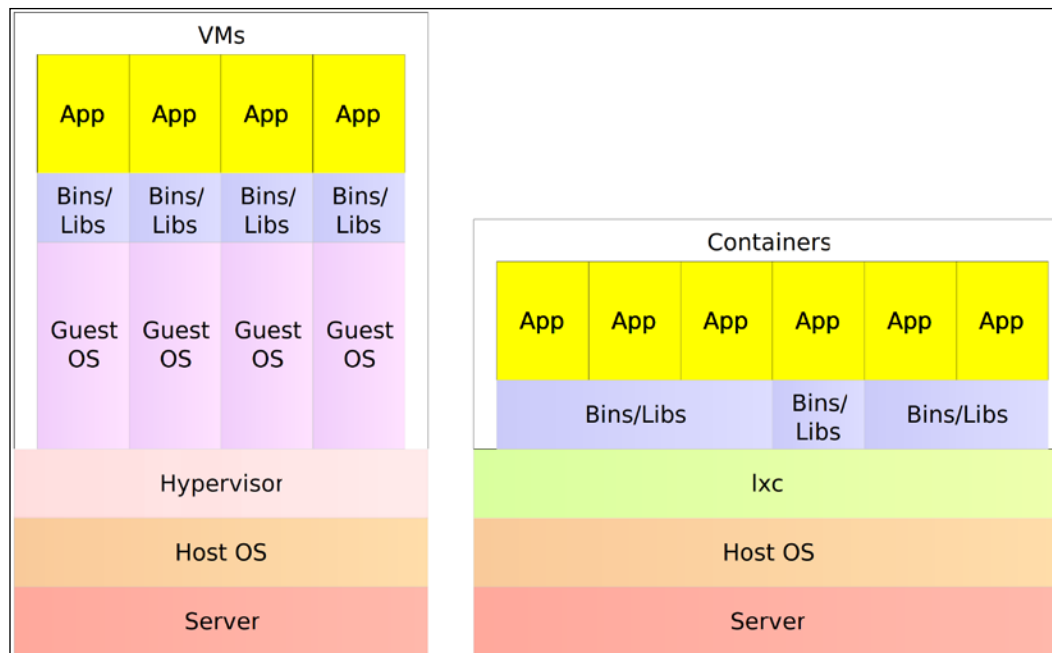 VMs
App App App App
Bins/ Bins/ Bins/ Bins/
Libs Libs Libs Libs
Guest Guest Guest Guest
OS OS OS OS
Hypervisor
Host OS
Server
Containers
App App App App App App
Bins/Libs Bins/ Bins/Libs
Libs
lxc
Host OS
Server